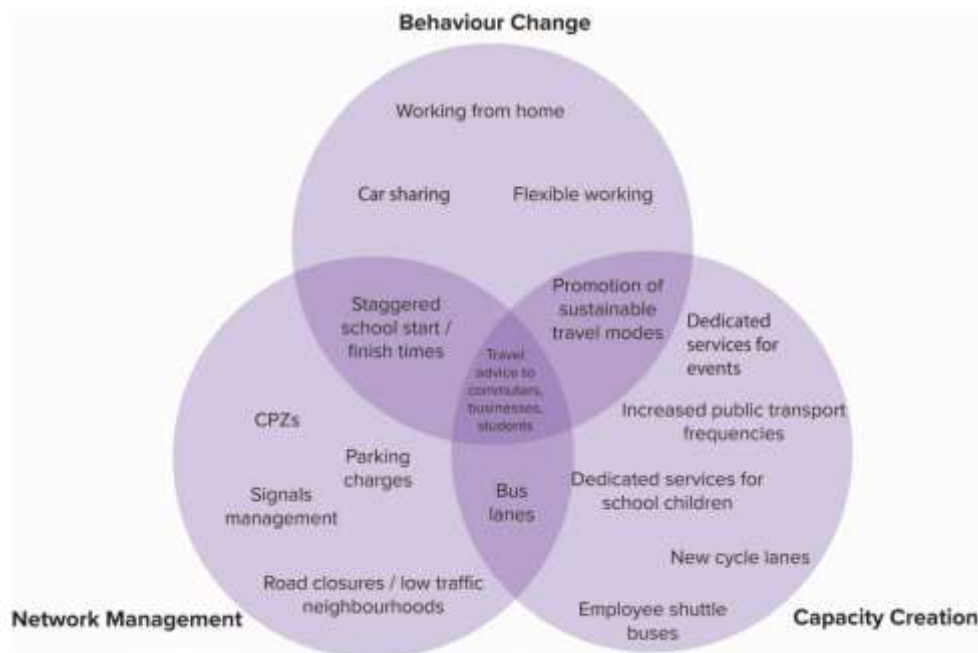 Behaviour Change
Working from home
Car sharing
Flexible working
Staggered
school start /
finish times
Promotion of
sustainable
travel modes
Dedicated
services for
events
Travel
advice to
commuters,
businesses,
students
Increased public transport
frequencies
CPZs
Parking
charges
Signals
management
Bus
lanes
Dedicated services for
school children
New cycle lanes
Road closures / low traffic
neighbourhoods
Employee shuttle
buses
Network Management
Capacity Creation